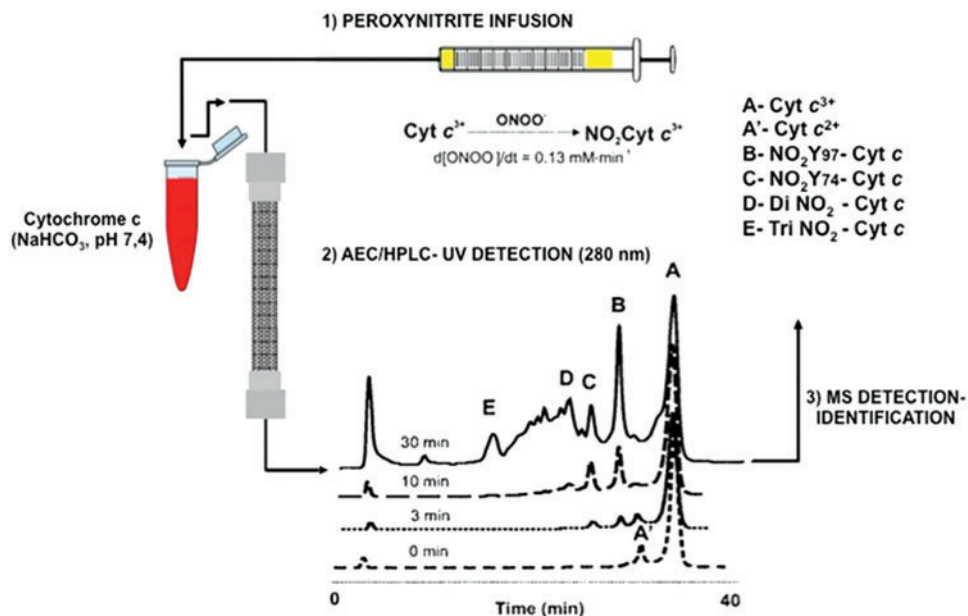 1) PEROXYNITRITE INFUSION
Cyt c³⁺ ONOO⁻ NO₂Cyt c³⁺
d[ONOO⁻]/dt = 0.13 mM·min⁻¹
A- Cyt c³⁺
A'- Cyt c²⁺
B- NO₂Y97- Cyt c
C- NO₂Y74- Cyt c
D- Di NO₂ - Cyt c
E- Tri NO₂ - Cyt c
Cytochrome c
(NaHCO₃, pH 7,4)
2) AEC/HPLC- UV DETECTION (280 nm)
A
B
D C
E
30 min
10 min
3 min
A'
0 min
0 40
Time (min)
3) MS DETECTION-
IDENTIFICATION